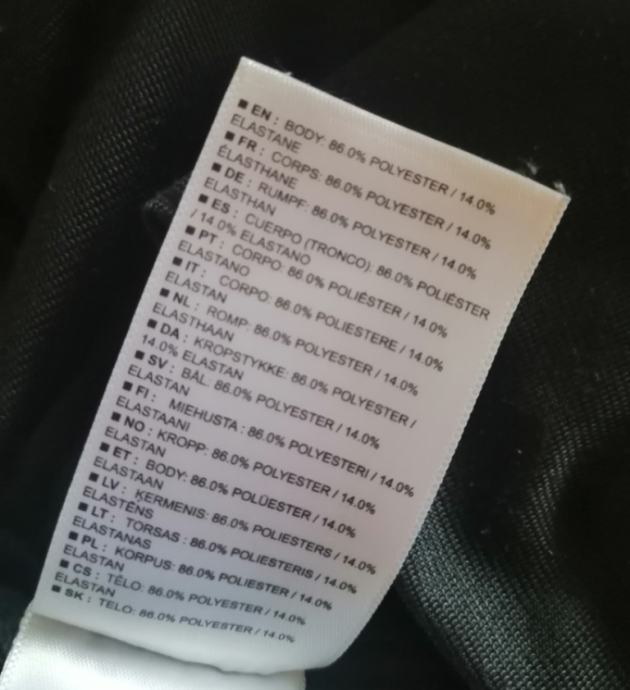 ■ EN : BODY: 86.0% POLYESTER / 14.0%
ELASTANE
■ FR : CORPS: 86.0% POLYESTER / 14.0%
ÉLASTHANE
■ DE : RUMPF: 86.0% POLYESTER / 14.0%
ELASTHAN
■ ES : CUERPO (TRONCO): 86.0% POLIÉSTER
/ 14.0% ELASTANO
■ PT : CORPO: 86.0% POLIÉSTER / 14.0%
ELASTANO
■ IT : CORPO: 86.0% POLIESTERE / 14.0%
ELASTAN
■ NL : ROMP: 86.0% POLYESTER / 14.0%
ELASTHAAN
■ DA : KROPSTYKKE: 86.0% POLYESTER /
14.0% ELASTAN
■ SV : BÅL: 86.0% POLYESTER / 14.0%
ELASTAN
■ FI : MIEHUSTA : 86.0% POLYESTERI / 14.0%
ELASTAANI
■ NO : KROPP: 86.0% POLYESTER / 14.0%
ELASTAN
■ ET : BODY: 86.0% POLÜESTER / 14.0%
ELASTAAN
■ LV : ĶERMENIS: 86.0% POLIESTERS / 14.0%
ELASTĒNS
■ LT : TORSAS : 86.0% POLIESTERIS / 14.0%
ELASTANAS
■ PL : KORPUS: 86.0% POLIESTER / 14.0%
ELASTAN
■ CS : TĚLO: 86.0% POLYESTER / 14.0%
ELASTAN
■ SK : TELO: 86.0% POLYESTER / 14.0%